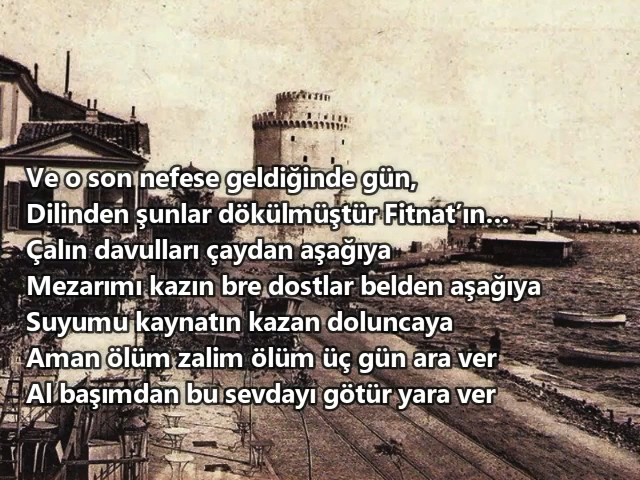 Ve o son nefese geldiğinde gün,
Dilinden şunlar dökülmüştür Fitnat’ın...
Çalın davulları çaydan aşağıya
Mezarımı kazın bre dostlar belden aşağıya
Suyumu kaynatın kazan doluncaya
Aman ölüm zalim ölüm üç gün ara ver
Al başımdan bu sevdayı götür yara ver